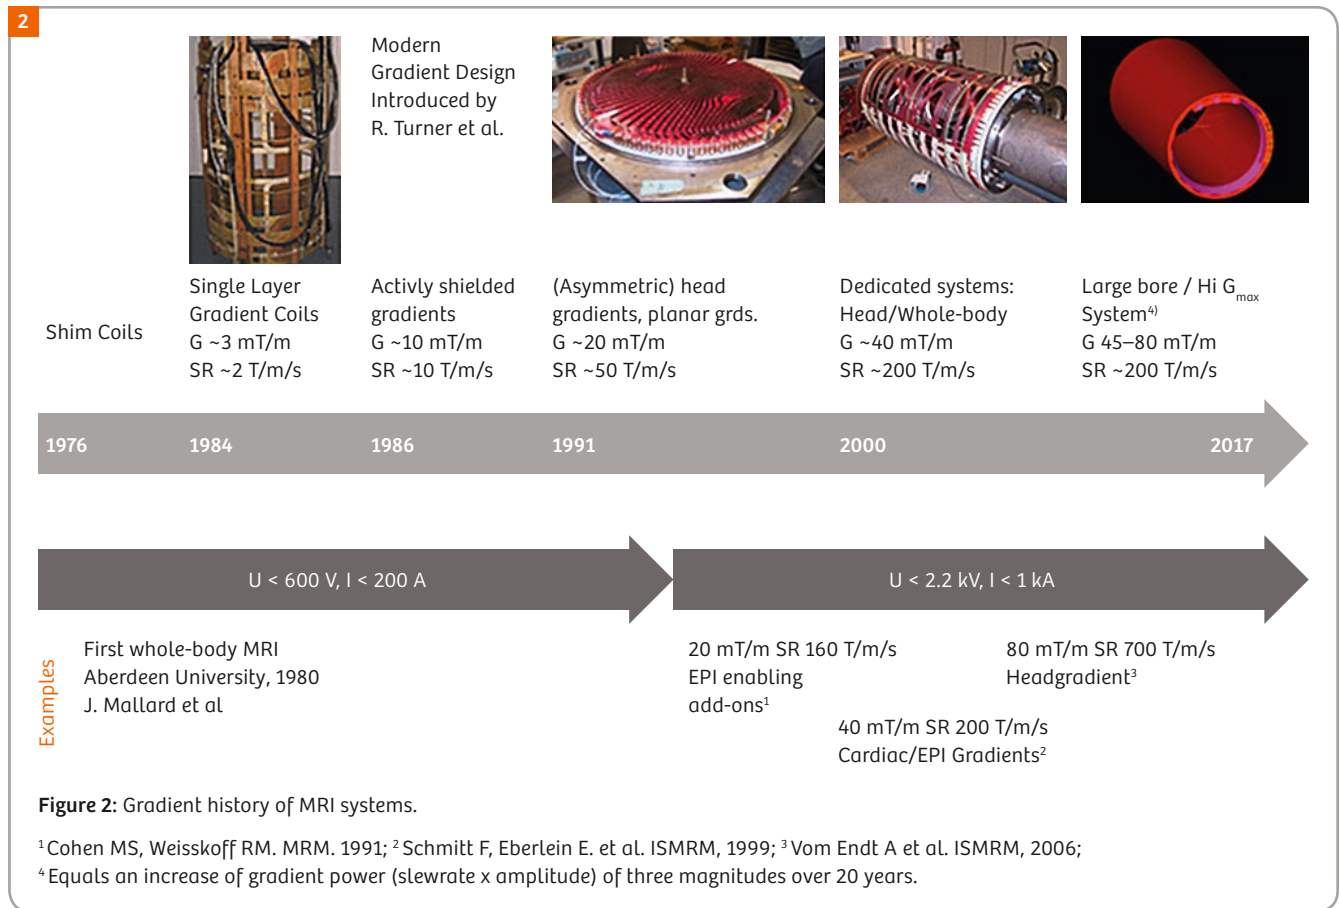 2
Modern
Gradient Design
Introduced by
R. Turner et al.
Shim Coils
Single Layer
Gradient Coils
G ~3 mT/m
SR ~2 T/m/s
Activly shielded
gradients
G ~10 mT/m
SR ~10 T/m/s
(Asymmetric) head
gradients, planar grds.
G ~20 mT/m
SR ~50 T/m/s
Dedicated systems:
Head/Whole-body
G ~40 mT/m
SR ~200 T/m/s
Large bore / Hi Gmax
System4)
G 45–80 mT/m
SR ~200 T/m/s
1976 1984 1986 1991 2000 2017
U < 600 V, I < 200 A
U < 2.2 kV, I < 1 kA
Examples
First whole-body MRI
Aberdeen University, 1980
J. Mallard et al
20 mT/m SR 160 T/m/s
EPI enabling
add-ons¹
40 mT/m SR 200 T/m/s
Cardiac/EPI Gradients²
80 mT/m SR 700 T/m/s
Headgradient³
Figure 2: Gradient history of MRI systems.
¹ Cohen MS, Weisskoff RM. MRM. 1991; ² Schmitt F, Eberlein E. et al. ISMRM, 1999; ³ Vom Endt A et al. ISMRM, 2006;
⁴ Equals an increase of gradient power (slewrate x amplitude) of three magnitudes over 20 years.